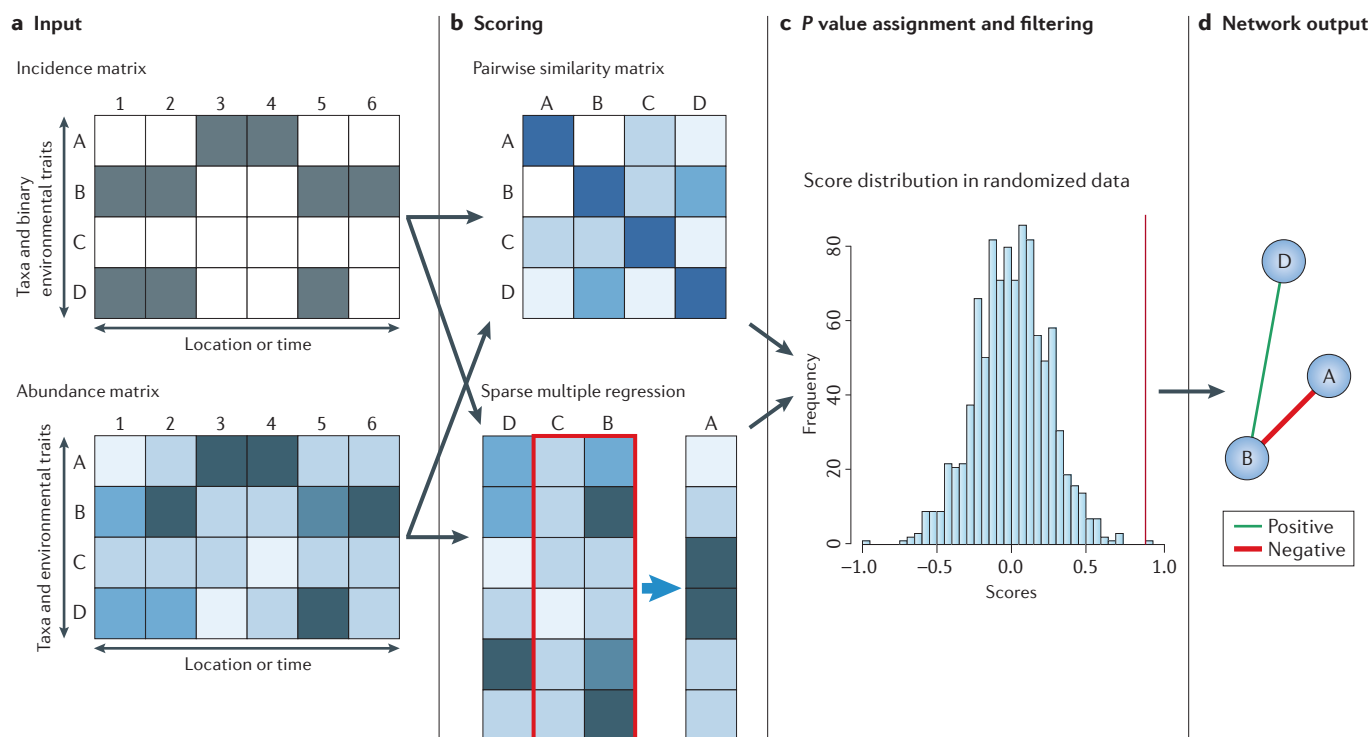 a Input
Incidence matrix
1 2 3 4 5 6
A
B
C
D
Taxa and binary
environmental traits
Location or time
Abundance matrix
1 2 3 4 5 6
A
B
C
D
Taxa and environmental traits
Location or time
b Scoring
Pairwise similarity matrix
A B C D
A
B
C
D
Sparse multiple regression
D C B A
c P value assignment and filtering
Score distribution in randomized data
80
60
40
20
0
Frequency
−1.0 −0.5 0.0 0.5 1.0
Scores
d Network output
D
A
B
Positive
Negative